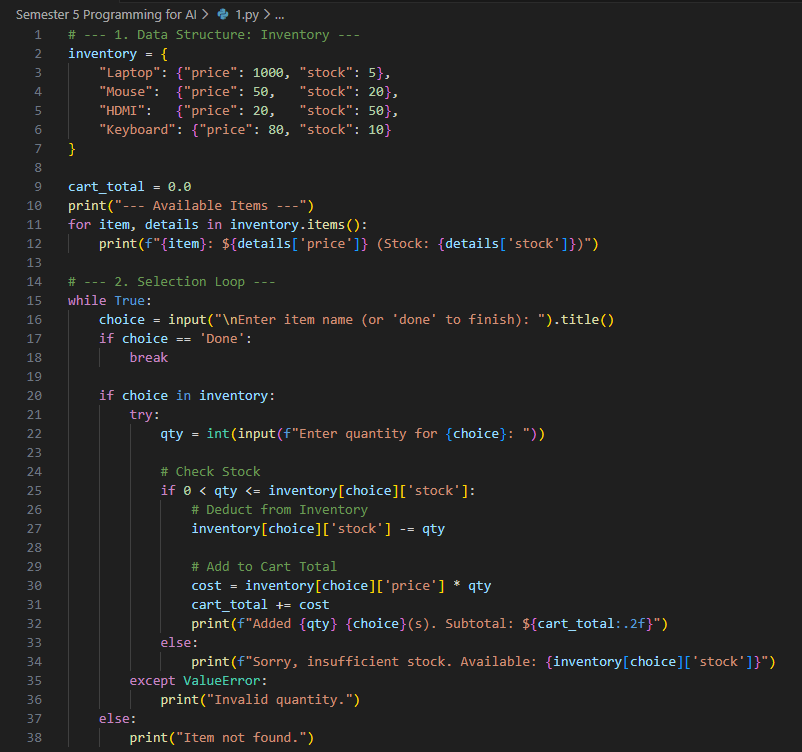 Semester 5 Programming for AI > 1.py > ...
1 # --- 1. Data Structure: Inventory ---
2 inventory = {
3     "Laptop": {"price": 1000, "stock": 5},
4     "Mouse":  {"price": 50,   "stock": 20},
5     "HDMI":   {"price": 20,   "stock": 50},
6     "Keyboard": {"price": 80, "stock": 10}
7 }
8
9 cart_total = 0.0
10 print("--- Available Items ---")
11 for item, details in inventory.items():
12     print(f"{item}: ${details['price']} (Stock: {details['stock']})")
13
14 # --- 2. Selection Loop ---
15 while True:
16     choice = input("\nEnter item name (or 'done' to finish): ").title()
17     if choice == 'Done':
18         break
19
20     if choice in inventory:
21         try:
22             qty = int(input(f"Enter quantity for {choice}: "))
23
24             # Check Stock
25             if 0 < qty <= inventory[choice]['stock']:
26                 # Deduct from Inventory
27                 inventory[choice]['stock'] -= qty
28
29                 # Add to Cart Total
30                 cost = inventory[choice]['price'] * qty
31                 cart_total += cost
32                 print(f"Added {qty} {choice}(s). Subtotal: ${cart_total:.2f}")
33             else:
34                 print(f"Sorry, insufficient stock. Available: {inventory[choice]['stock']}")
35         except ValueError:
36             print("Invalid quantity.")
37     else:
38         print("Item not found.")